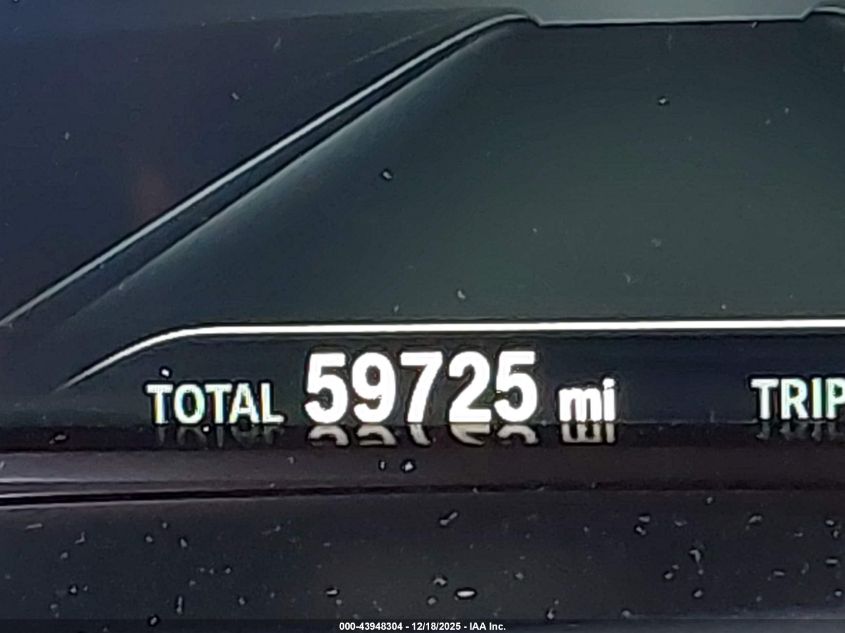 TOTAL 59725 mi TRIP
000-43948304 - 12/18/2025 - IAA Inc.